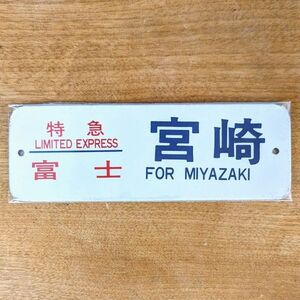 特急
LIMITED EXPRESS
富士
宮崎
FOR MIYAZAKI